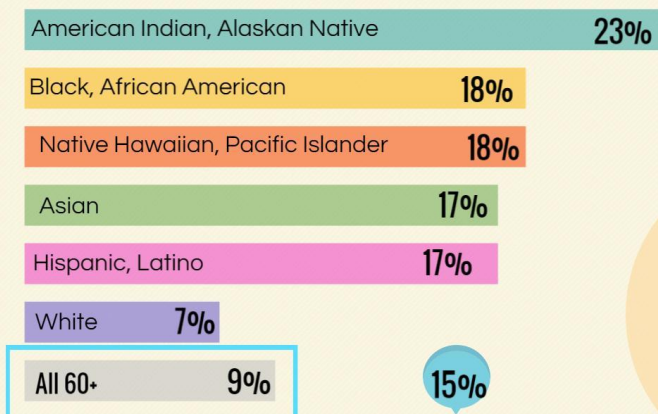 American Indian, Alaskan Native 23%
Black, African American 18%
Native Hawaiian, Pacific Islander 18%
Asian 17%
Hispanic, Latino 17%
White 7%
All 60+ 9% 15%